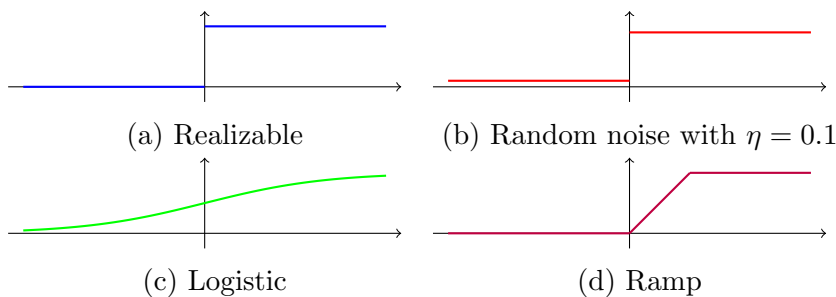 (a) Realizable
(b) Random noise with η = 0.1
(c) Logistic
(d) Ramp